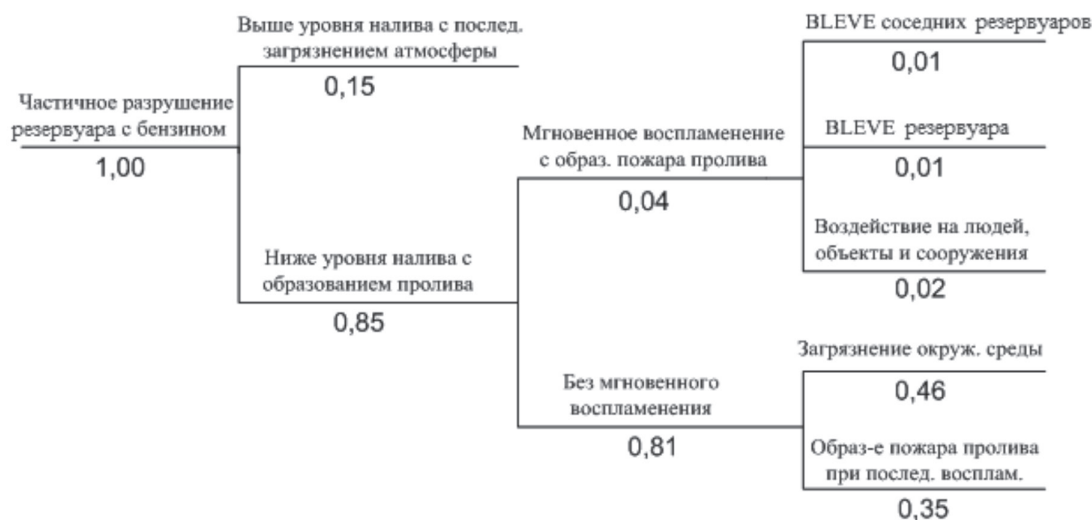 Частичное разрушение
резервуара с бензином
1,00
Выше уровня налива с послед.
загрязнением атмосферы
0,15
Ниже уровня налива с
образованием пролива
0,85
Мгновенное воспламенение
с образ. пожара пролива
0,04
Без мгновенного
воспламенения
0,81
BLEVE соседних резервуаров
0,01
BLEVE резервуара
0,01
Воздействие на людей,
объекты и сооружения
0,02
Загрязнение окруж. среды
0,46
Образ-е пожара пролива
при послед. восплам.
0,35